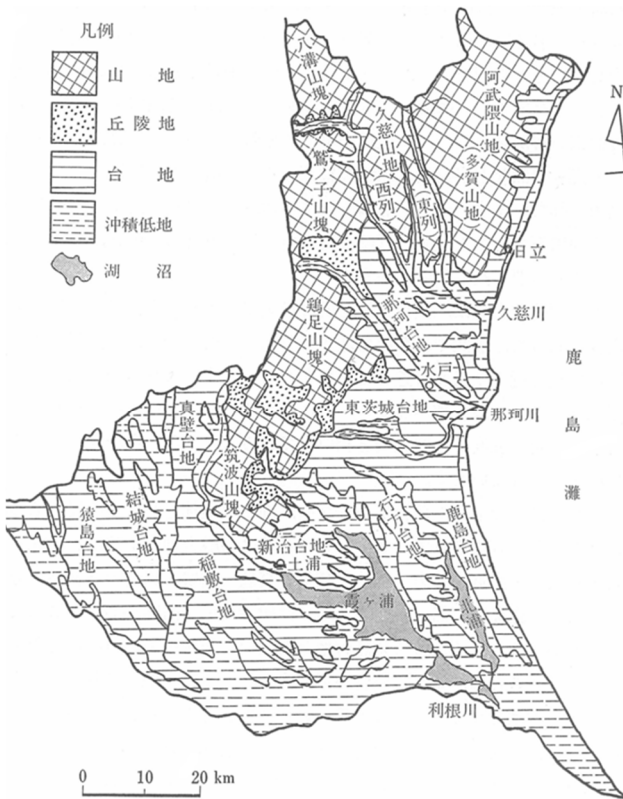 凡例
山地
丘陵地
台地
沖積低地
湖沼
八溝山塊
久慈山地
(西列)
(東列)
阿武隈山地
(多賀山地)
N
鷲ノ子山塊
日立
久慈川
那珂台地
鶏足山塊
水戸
鹿島灘
東茨城台地
那珂川
真壁台地
筑波山塊
行方台地
鹿島台地
結城台地
猿島台地
新治台地
土浦
稲敷台地
霞ヶ浦
北浦
利根川
0 10 20 km